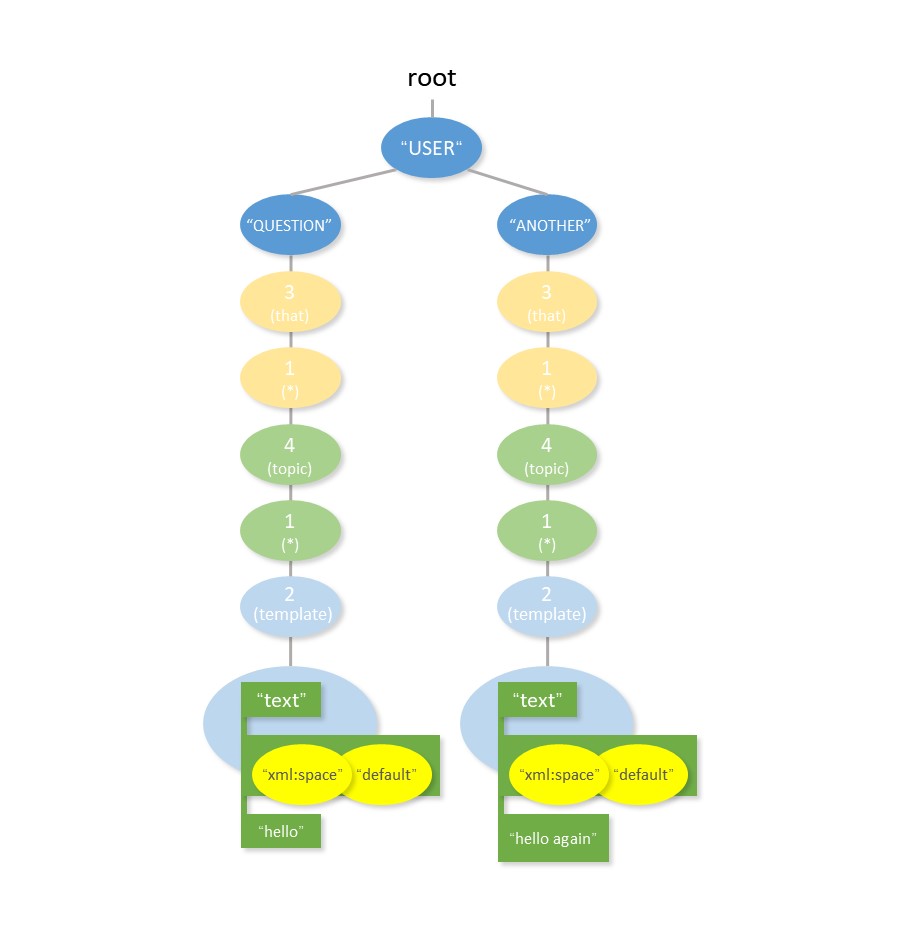 root
“USER“
“QUESTION”
“ANOTHER”
3
(that)
3
(that)
1
(*)
1
(*)
4
(topic)
4
(topic)
1
(*)
1
(*)
2
(template)
2
(template)
“text”
“text”
“xml:space”
“default”
“xml:space”
“default”
“hello”
“hello again”